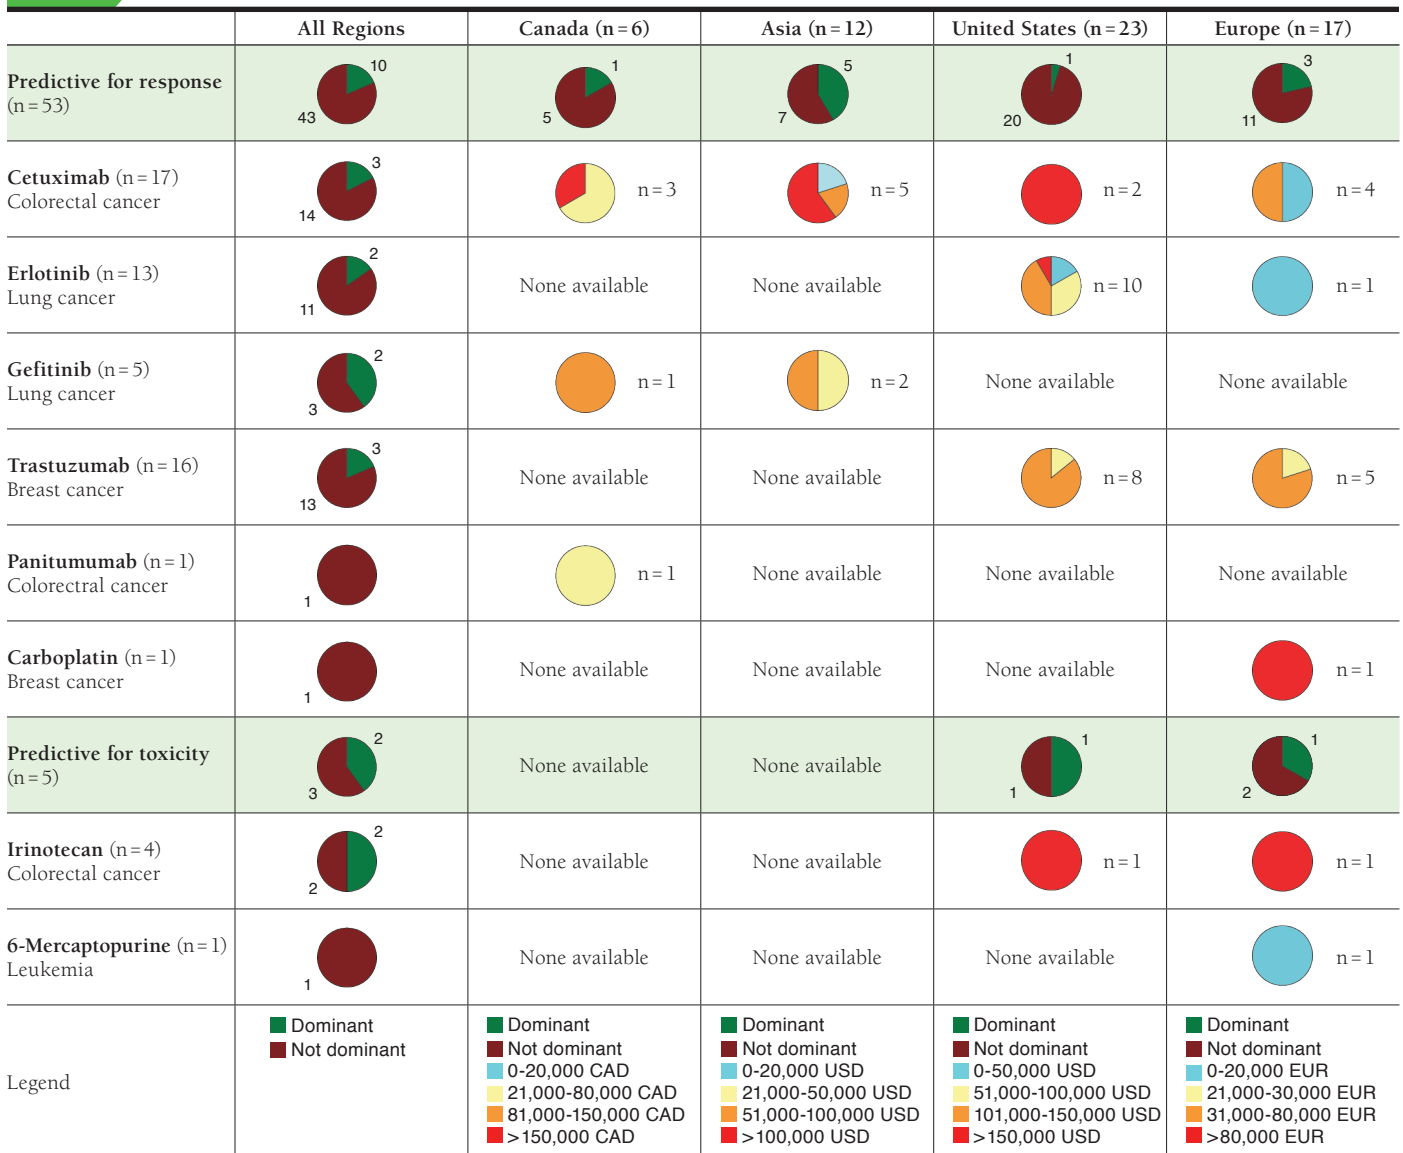 All Regions
Canada (n=6)
Asia (n=12)
United States (n=23)
Europe (n=17)
Predictive for response
(n=53)
10
43
1
5
5
7
1
20
3
11
Cetuximab (n=17)
Colorectal cancer
3
14
n=3
n=5
n=2
n=4
Erlotinib (n=13)
Lung cancer
2
11
None available
None available
n=10
n=1
Gefitinib (n=5)
Lung cancer
2
3
n=1
n=2
None available
None available
Trastuzumab (n=16)
Breast cancer
3
13
None available
None available
n=8
n=5
Panitumumab (n=1)
Colorectral cancer
1
n=1
None available
None available
None available
Carboplatin (n=1)
Breast cancer
1
None available
None available
None available
n=1
Predictive for toxicity
(n=5)
2
3
None available
None available
1
1
1
2
Irinotecan (n=4)
Colorectal cancer
2
2
None available
None available
n=1
n=1
6-Mercaptopurine (n=1)
Leukemia
1
None available
None available
None available
n=1
Legend
Dominant
Not dominant
Dominant
Not dominant
0-20,000 CAD
21,000-80,000 CAD
81,000-150,000 CAD
>150,000 CAD
Dominant
Not dominant
0-20,000 USD
21,000-50,000 USD
51,000-100,000 USD
>100,000 USD
Dominant
Not dominant
0-50,000 USD
51,000-100,000 USD
101,000-150,000 USD
>150,000 USD
Dominant
Not dominant
0-20,000 EUR
21,000-30,000 EUR
31,000-80,000 EUR
>80,000 EUR